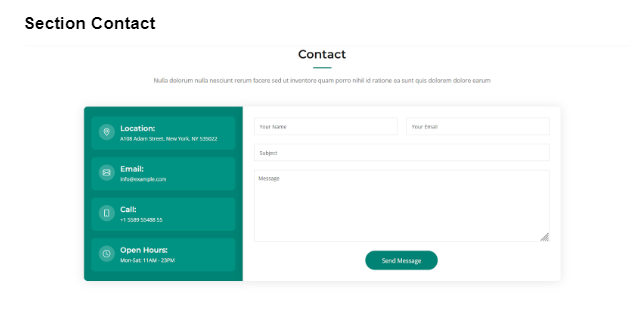 Section Contact
Contact
Nulla dolorum nulla nesciunt rerum facere sed ut inventore quam porro nihil id ratione ea sunt quis dolorem dolore earum
Location:
A108 Adam Street, New York, NY 535022
Email:
info@example.com
Call:
+1 5589 55488 55
Open Hours:
Mon-Sat: 11AM - 23PM
Your Name
Your Email
Subject
Message
Send Message